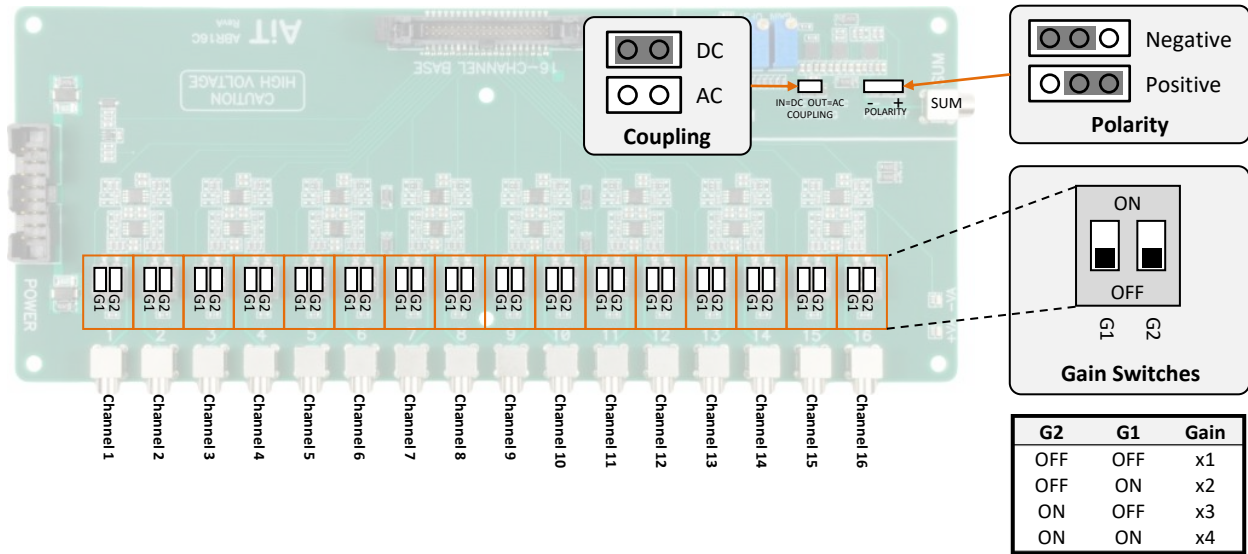 AiT
ABR16C
RevA
CAUTION
HIGH VOLTAGE
16-CHANNEL BASE
DC
AC
Coupling
IN=DC OUT=AC
COUPLING
- +
POLARITY
SUM
SUM
Negative
Positive
Polarity
ON
OFF
G1 G2
Gain Switches
POWER
G1 G2 G1 G2 G1 G2 G1 G2 G1 G2 G1 G2 G1 G2 G1 G2 G1 G2 G1 G2 G1 G2 G1 G2 G1 G2 G1 G2 G1 G2 G1 G2
1 2 3 4 5 6 7 8 9 10 11 12 13 14 15 16
+VA -VA
Channel 1
Channel 2
Channel 3
Channel 4
Channel 5
Channel 6
Channel 7
Channel 8
Channel 9
Channel 10
Channel 11
Channel 12
Channel 13
Channel 14
Channel 15
Channel 16
G2 G1 Gain
OFF OFF x1
OFF ON x2
ON OFF x3
ON ON x4